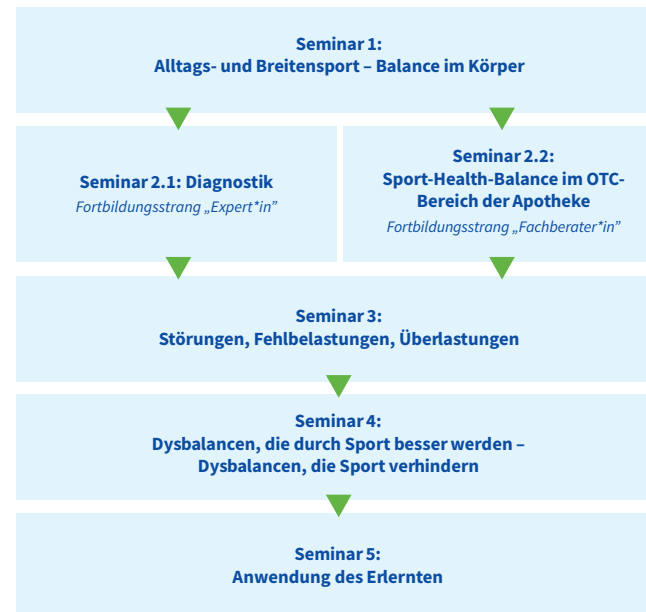 Seminar 1:
Alltags- und Breitensport – Balance im Körper
Seminar 2.1: Diagnostik
Fortbildungsstrang „Expert*in”
Seminar 2.2:
Sport-Health-Balance im OTC-
Bereich der Apotheke
Fortbildungsstrang „Fachberater*in”
Seminar 3:
Störungen, Fehlbelastungen, Überlastungen
Seminar 4:
Dysbalancen, die durch Sport besser werden –
Dysbalancen, die Sport verhindern
Seminar 5:
Anwendung des Erlernten